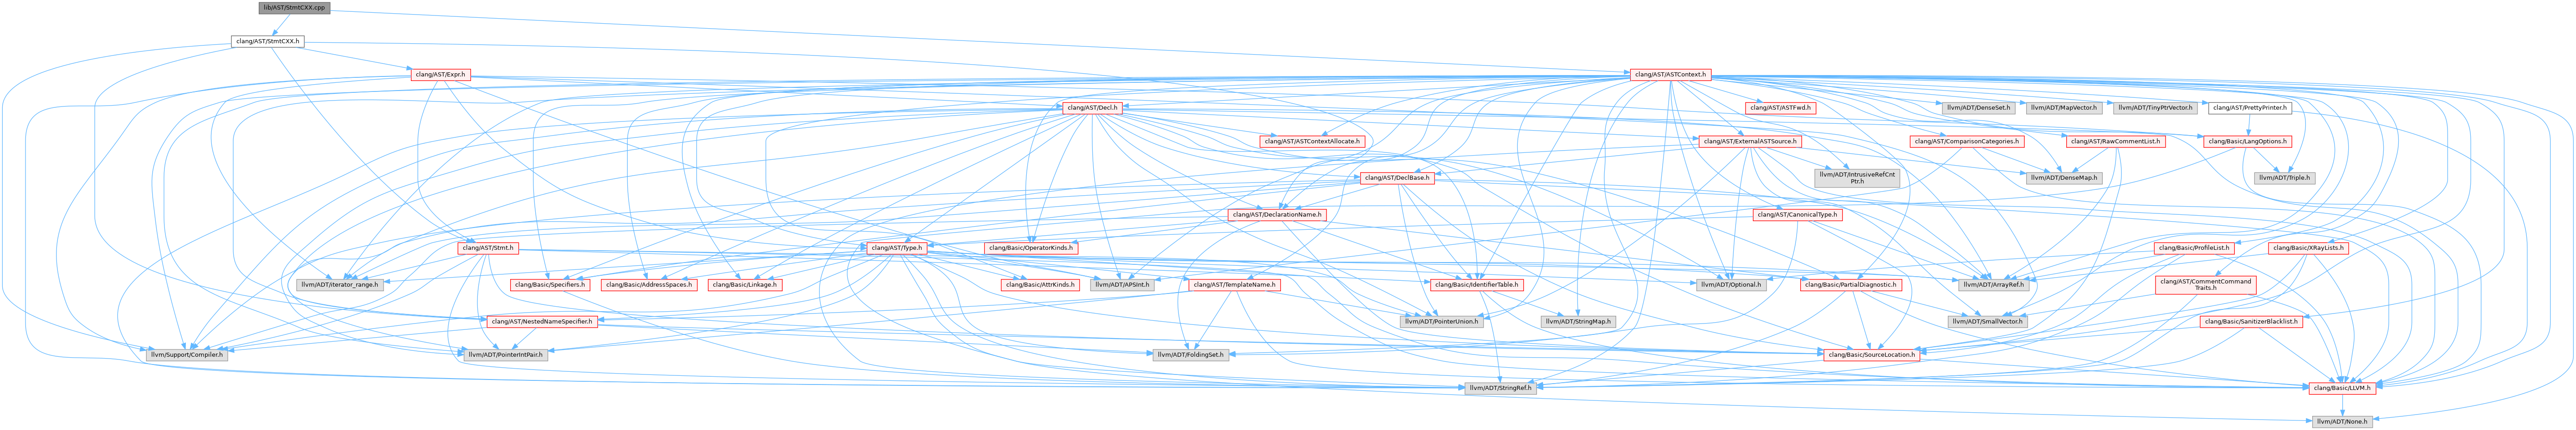 lib/AST/StmtCXX.cpp
clang/AST/StmtCXX.h
clang/AST/Expr.h
clang/AST/ASTContext.h
clang/AST/Decl.h
clang/AST/ASTFwd.h
llvm/ADT/DenseSet.h
llvm/ADT/MapVector.h
llvm/ADT/TinyPtrVector.h
clang/AST/PrettyPrinter.h
clang/AST/ASTContextAllocate.h
clang/AST/ExternalASTSource.h
clang/AST/ComparisonCategories.h
clang/AST/RawCommentList.h
clang/Basic/LangOptions.h
clang/AST/DeclBase.h
llvm/ADT/IntrusiveRefCnt
Ptr.h
llvm/ADT/DenseMap.h
llvm/ADT/Triple.h
clang/AST/DeclarationName.h
clang/AST/CanonicalType.h
clang/AST/Stmt.h
clang/AST/Type.h
clang/Basic/OperatorKinds.h
clang/Basic/ProfileList.h
clang/Basic/XRayLists.h
llvm/ADT/iterator_range.h
clang/Basic/Specifiers.h
clang/Basic/AddressSpaces.h
clang/Basic/Linkage.h
clang/Basic/AttrKinds.h
llvm/ADT/APSInt.h
clang/AST/TemplateName.h
clang/Basic/IdentifierTable.h
llvm/ADT/Optional.h
clang/Basic/PartialDiagnostic.h
llvm/ADT/ArrayRef.h
clang/AST/CommentCommand
Traits.h
clang/AST/NestedNameSpecifier.h
llvm/ADT/PointerUnion.h
llvm/ADT/StringMap.h
llvm/ADT/SmallVector.h
clang/Basic/SanitizerBlacklist.h
llvm/Support/Compiler.h
llvm/ADT/PointerIntPair.h
llvm/ADT/FoldingSet.h
clang/Basic/SourceLocation.h
llvm/ADT/StringRef.h
clang/Basic/LLVM.h
llvm/ADT/None.h